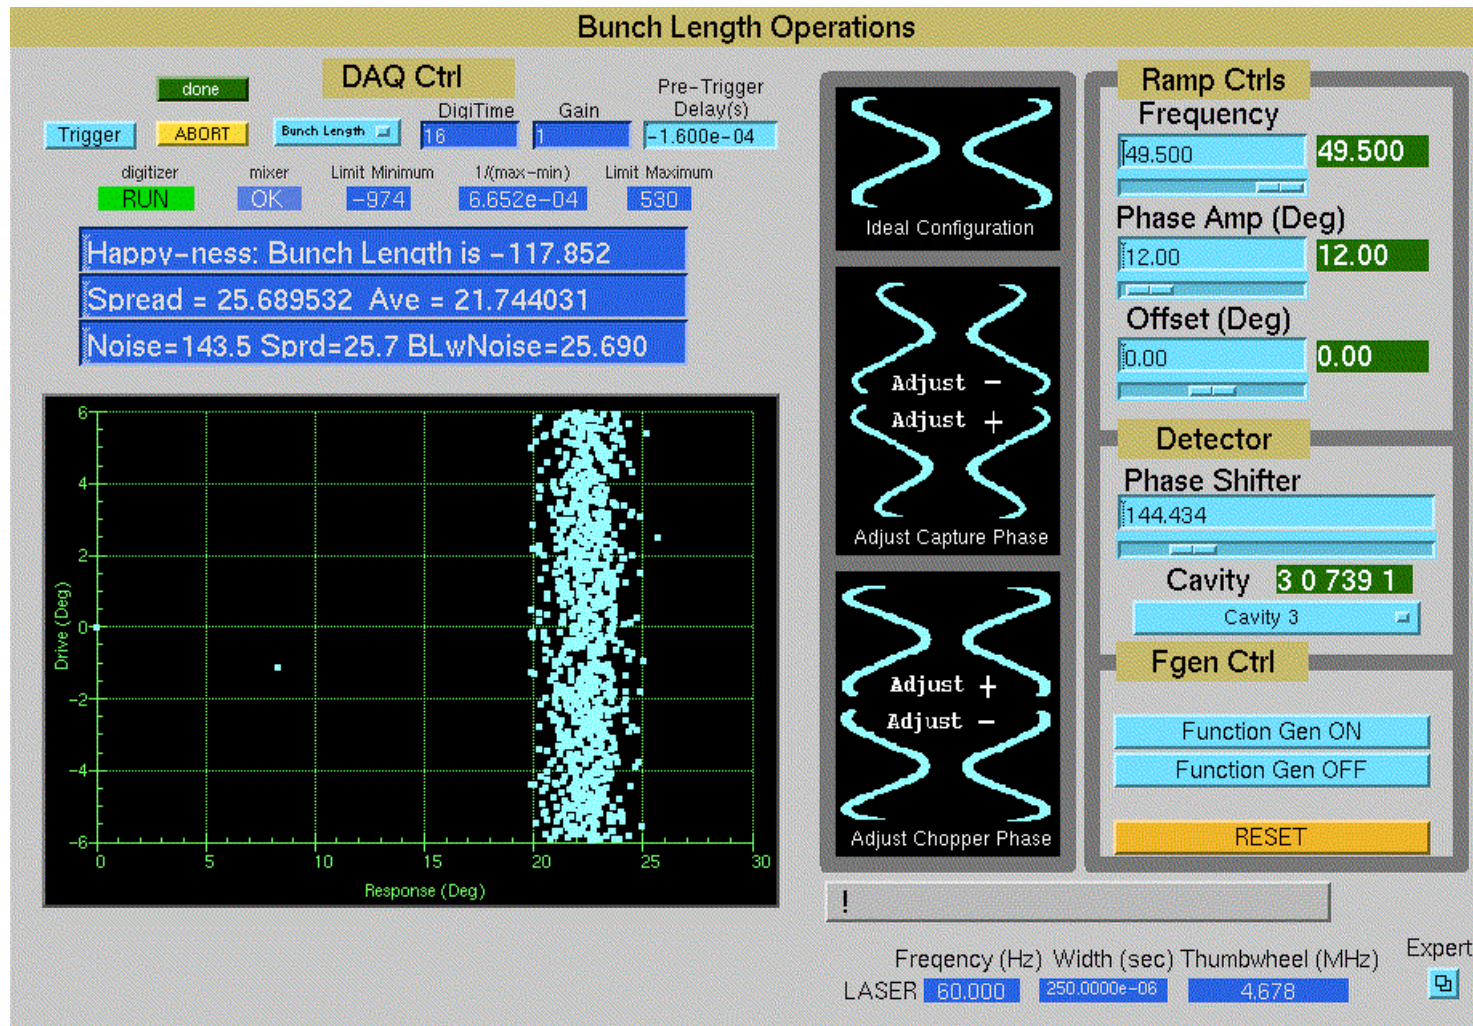 Bunch Length Operations
DAQ Ctrl
done
Trigger
ABORT
Bunch Length
DigiTime
16
Gain
1
Pre-Trigger
Delay(s)
-1.600e-04
digitizer
RUN
mixer
OK
Limit Minimum
-974
1/(max-min)
6.652e-04
Limit Maximum
530
Happy-ness: Bunch Length is -117.852
Spread = 25.689532 Ave = 21.744031
Noise=143.5 Sprd=25.7 BLwNoise=25.690
6
4
2
0
-2
-4
-6
Drive (Deg)
0 5 10 15 20 25 30
Response (Deg)
Ideal Configuration
Adjust -
Adjust +
Adjust Capture Phase
Adjust +
Adjust -
Adjust Chopper Phase
Ramp Ctrls
Frequency
49.500 49.500
Phase Amp (Deg)
12.00 12.00
Offset (Deg)
0.00 0.00
Detector
Phase Shifter
144.434
Cavity 3 0 739 1
Cavity 3
Fgen Ctrl
Function Gen ON
Function Gen OFF
RESET
!
Freqency (Hz) Width (sec) Thumbwheel (MHz)
LASER 60.000 250.0000e-06 4.678
Expert